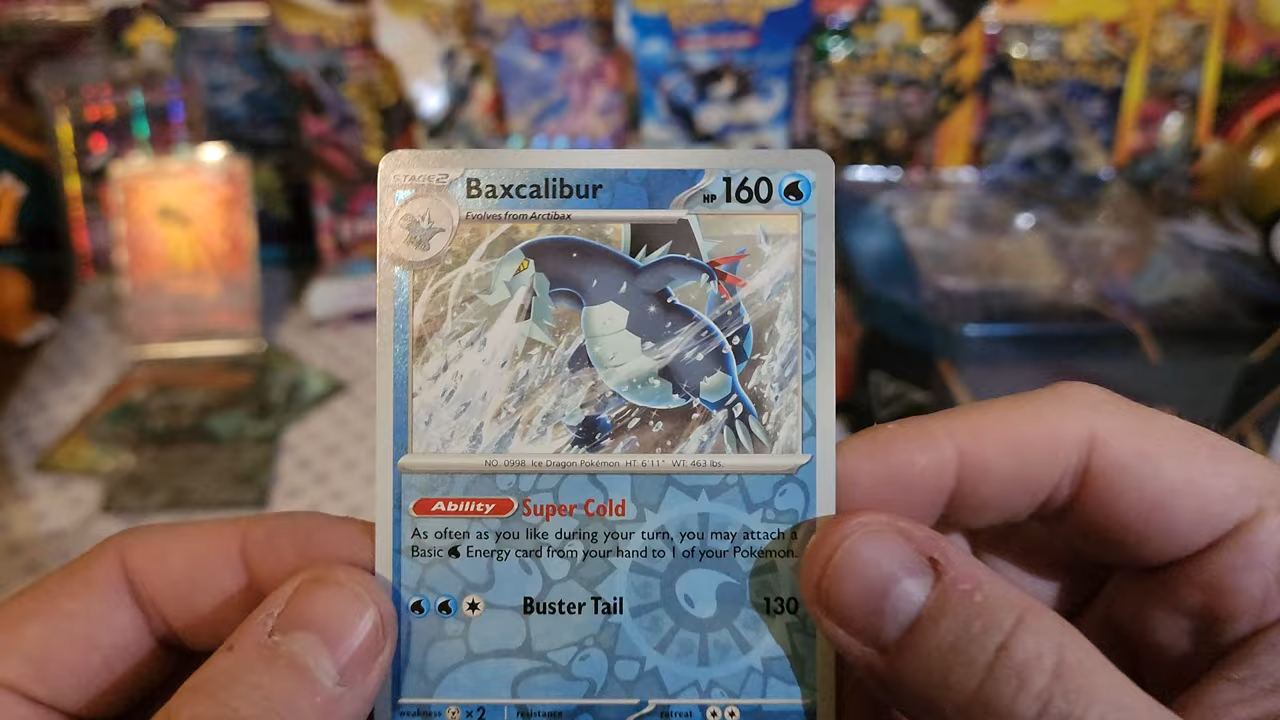 STAGE2 Baxcalibur HP 160
Evolves from Arctibax
NO. 0998 Ice Dragon Pokémon HT: 6'11" WT: 463 lbs.
Ability Super Cold
As often as you like during your turn, you may attach a
Basic Energy card from your hand to 1 of your Pokémon.
Buster Tail 130
weakness ×2 resistance retreat